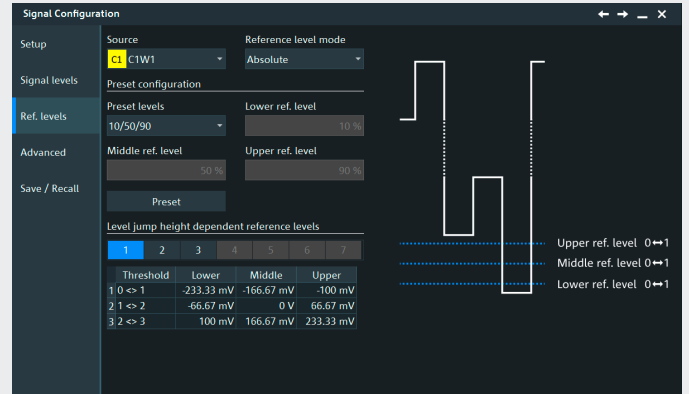 Signal Configuration
Setup
Signal levels
Ref. levels
Advanced
Save / Recall
Source Reference level mode
C1 C1W1 Absolute
Preset configuration
Preset levels Lower ref. level
10/50/90 10 %
Middle ref. level Upper ref. level
50 % 90 %
Preset
Level jump height dependent reference levels
1 2 3 4 5 6 7
Threshold Lower Middle Upper
1 0 <> 1 -233.33 mV -166.67 mV -100 mV
2 1 <> 2 -66.67 mV 0 V 66.67 mV
3 2 <> 3 100 mV 166.67 mV 233.33 mV
Upper ref. level 0↔1
Middle ref. level 0↔1
Lower ref. level 0↔1